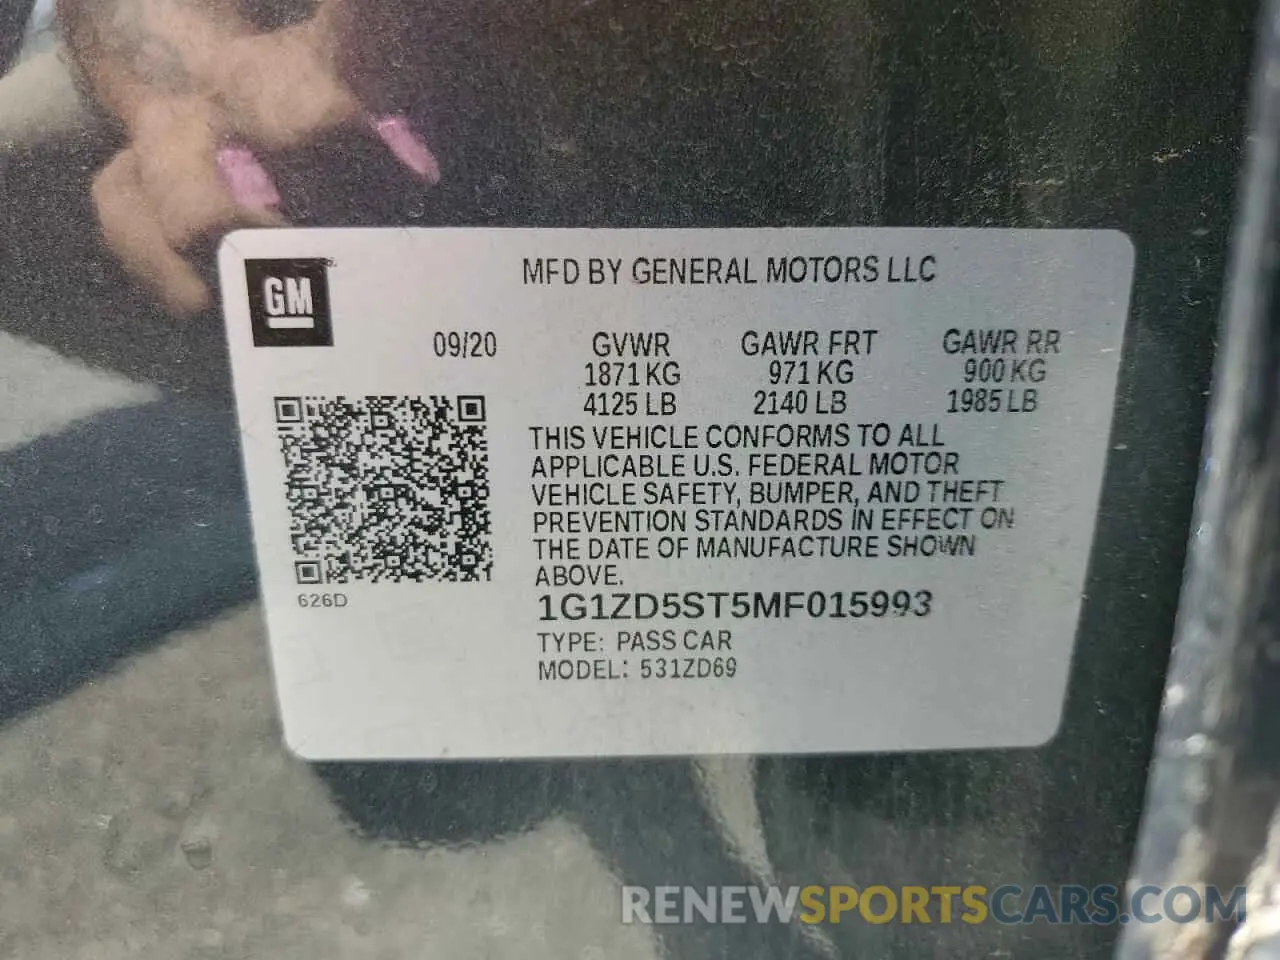 GM
MFD BY GENERAL MOTORS LLC
09/20 GVWR GAWR FRT GAWR RR
1871 KG 971 KG 900 KG
4125 LB 2140 LB 1985 LB
THIS VEHICLE CONFORMS TO ALL
APPLICABLE U.S. FEDERAL MOTOR
VEHICLE SAFETY, BUMPER, AND THEFT
PREVENTION STANDARDS IN EFFECT ON
THE DATE OF MANUFACTURE SHOWN
ABOVE.
626D
1G1ZD5ST5MF015993
TYPE: PASS CAR
MODEL: 531ZD69
RENEWSPORTSCARS.COM